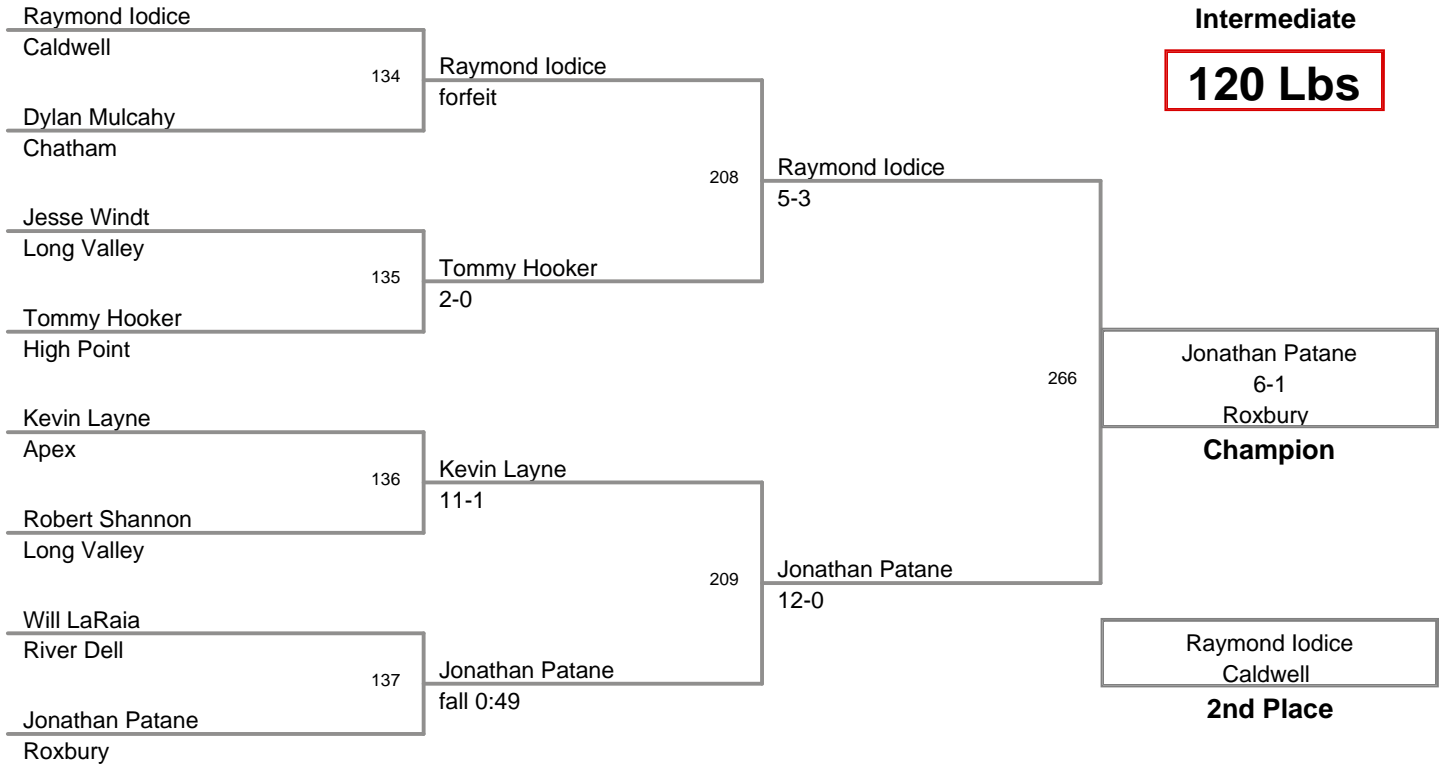 Raymond Iodice
Caldwell
134
Dylan Mulcahy
Chatham
Jesse Windt
Long Valley
135
Tommy Hooker
High Point
Kevin Layne
Apex
136
Robert Shannon
Long Valley
Will LaRaia
River Dell
137
Jonathan Patane
Roxbury
Raymond Iodice
forfeit
208
Tommy Hooker
2-0
Kevin Layne
11-1
209
Jonathan Patane
fall 0:49
Raymond Iodice
5-3
266
Jonathan Patane
12-0
Intermediate
120 Lbs
Jonathan Patane
6-1
Roxbury
Champion
Raymond Iodice
Caldwell
2nd Place